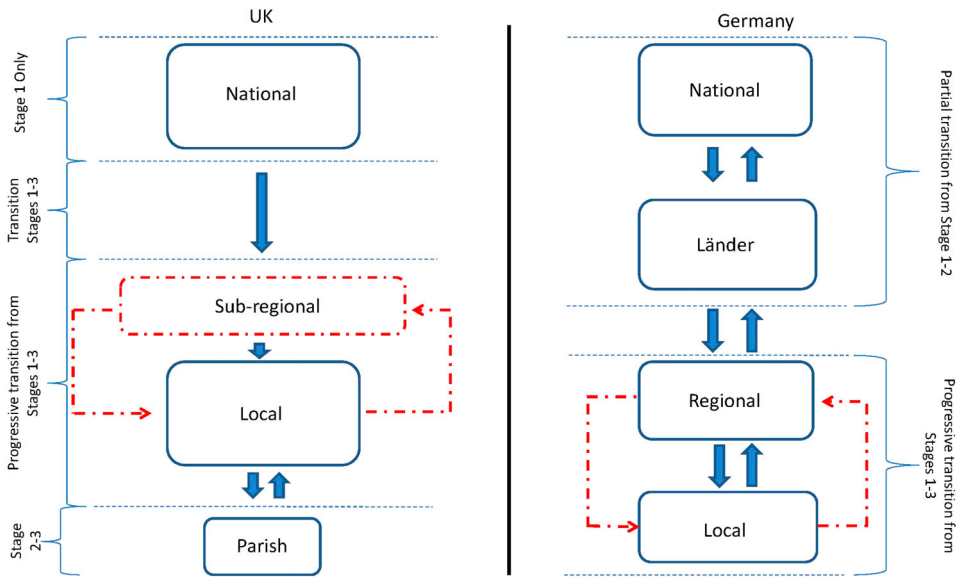 UK
Stage 1 Only
National
Transition
Stages 1-3
Progressive transition from
Stages 1-3
Sub-regional
Local
Stage
2-3
Parish
Germany
National
Länder
Partial transition from Stage 1-2
Regional
Local
Progressive transition from
Stages 1-3